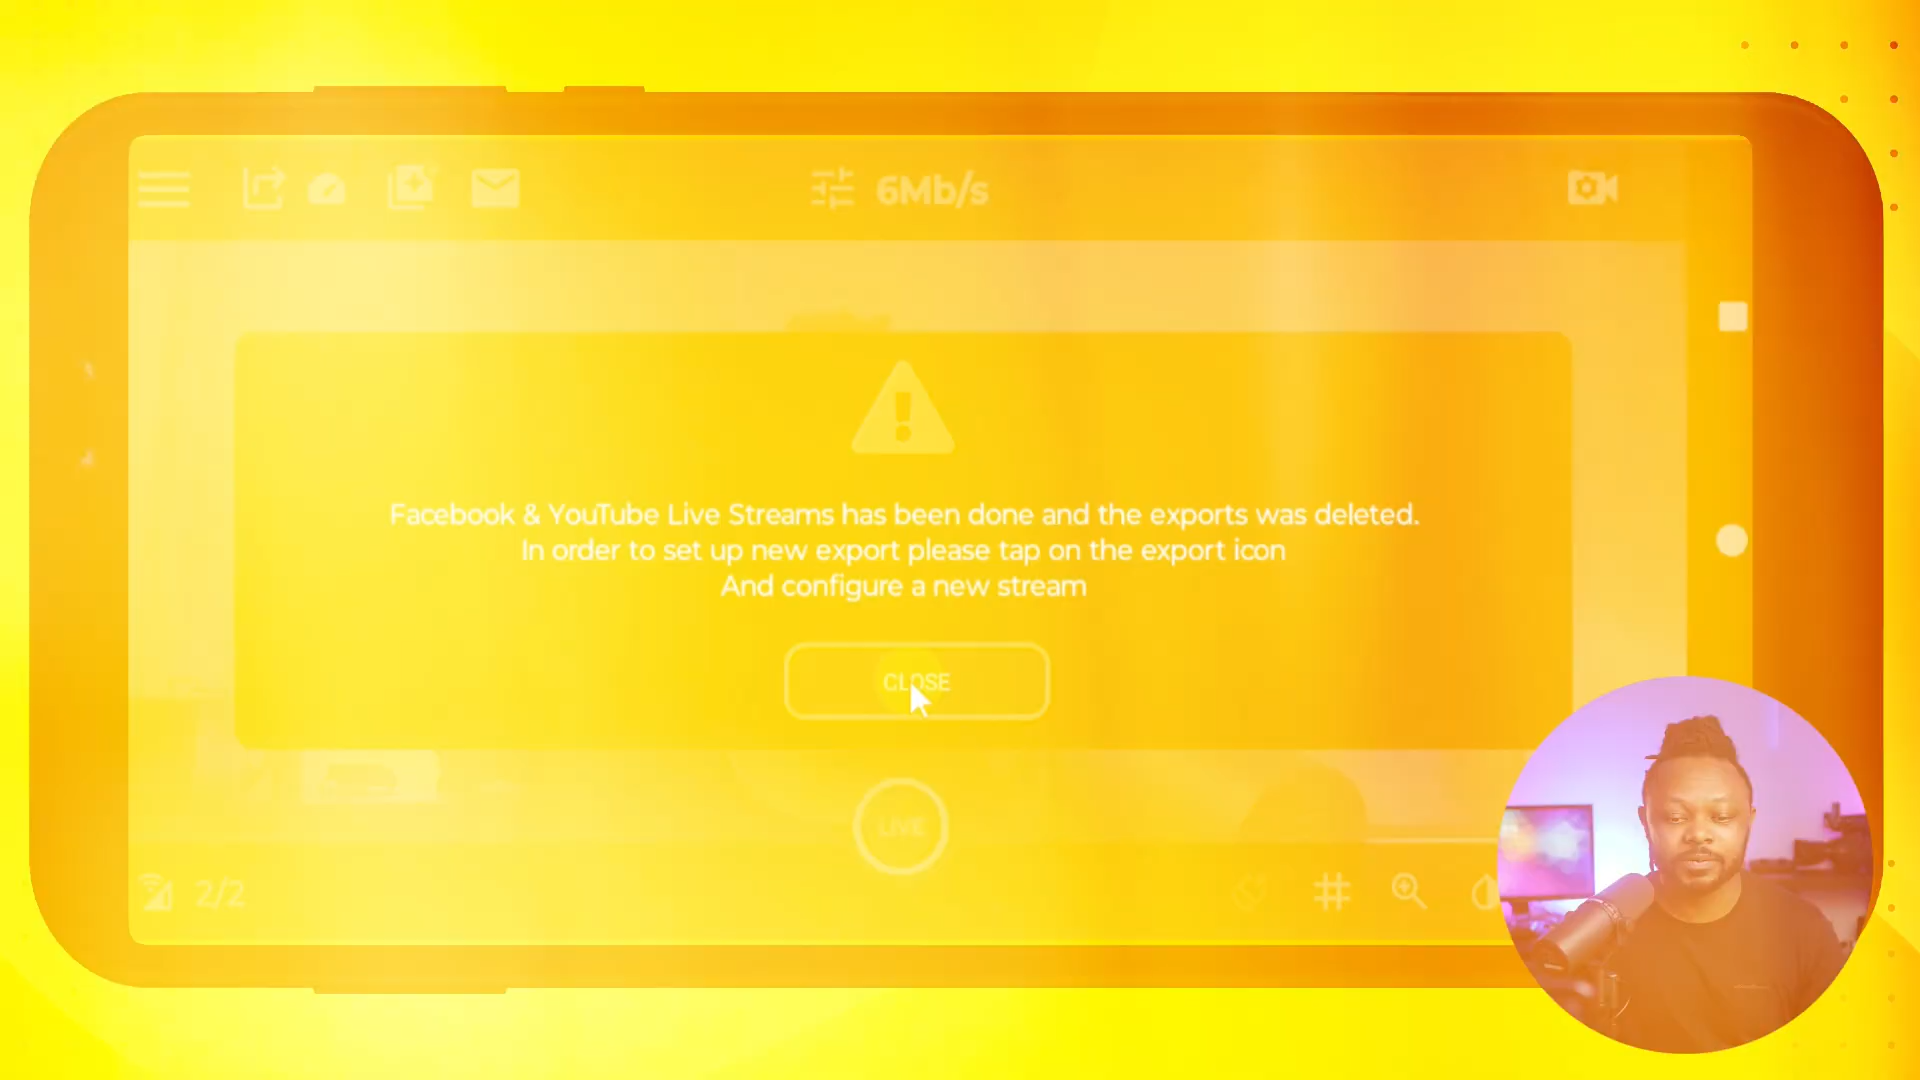 6Mb/s
Facebook & YouTube Live Streams has been done and the exports was deleted.
In order to set up new export please tap on the export icon
And configure a new stream
CLOSE
LIVE
2/2